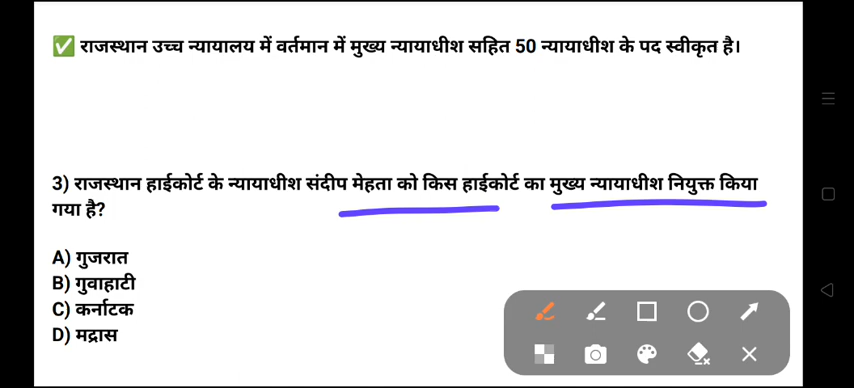 ✅ राजस्थान उच्च न्यायालय में वर्तमान में मुख्य न्यायाधीश सहित 50 न्यायाधीश के पद स्वीकृत है।
3) राजस्थान हाईकोर्ट के न्यायाधीश संदीप मेहता को किस हाईकोर्ट का मुख्य न्यायाधीश नियुक्त किया
गया है?
A) गुजरात
B) गुवाहाटी
C) कर्नाटक
D) मद्रास